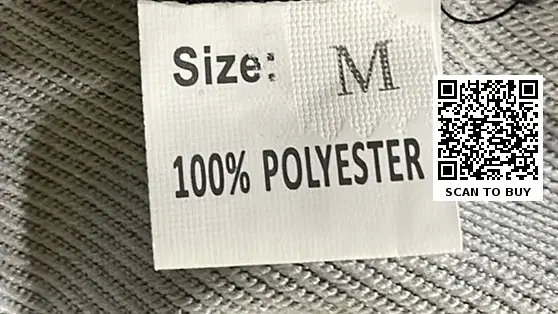 Size: M
100% POLYESTER
SCAN TO BUY